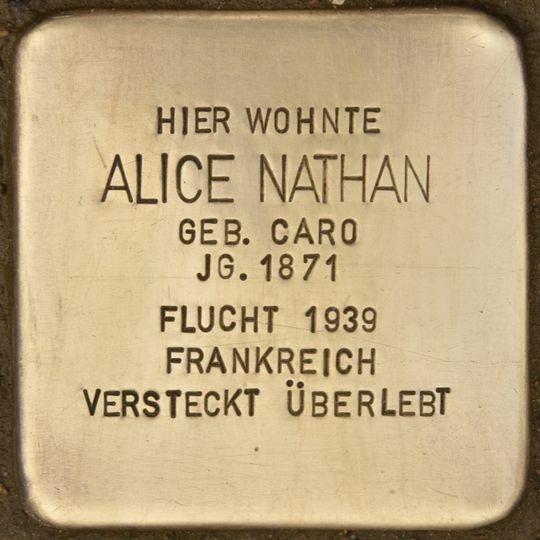 HIER WOHNTE
ALICE NATHAN
GEB. CARO
JG. 1871
FLUCHT 1939
FRANKREICH
VERSTECKT ÜBERLEBT